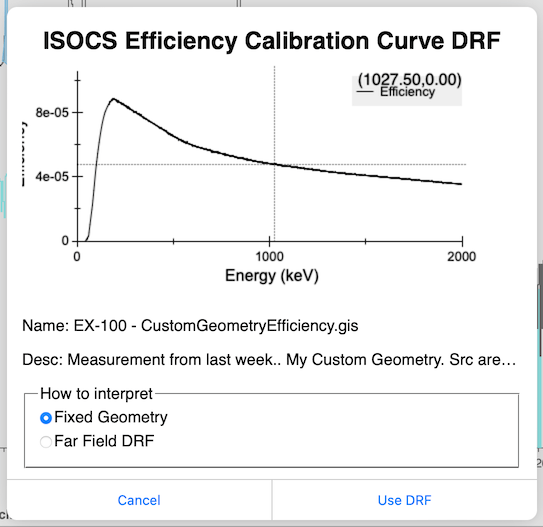 ISOCS Efficiency Calibration Curve DRF
(1027.50,0.00)
Efficiency
8e-05
4e-05
0
0
1000
2000
Energy (keV)
Name: EX-100 - CustomGeometryEfficiency.gis
Desc: Measurement from last week.. My Custom Geometry. Src are…
How to interpret
Fixed Geometry
Far Field DRF
Cancel
Use DRF